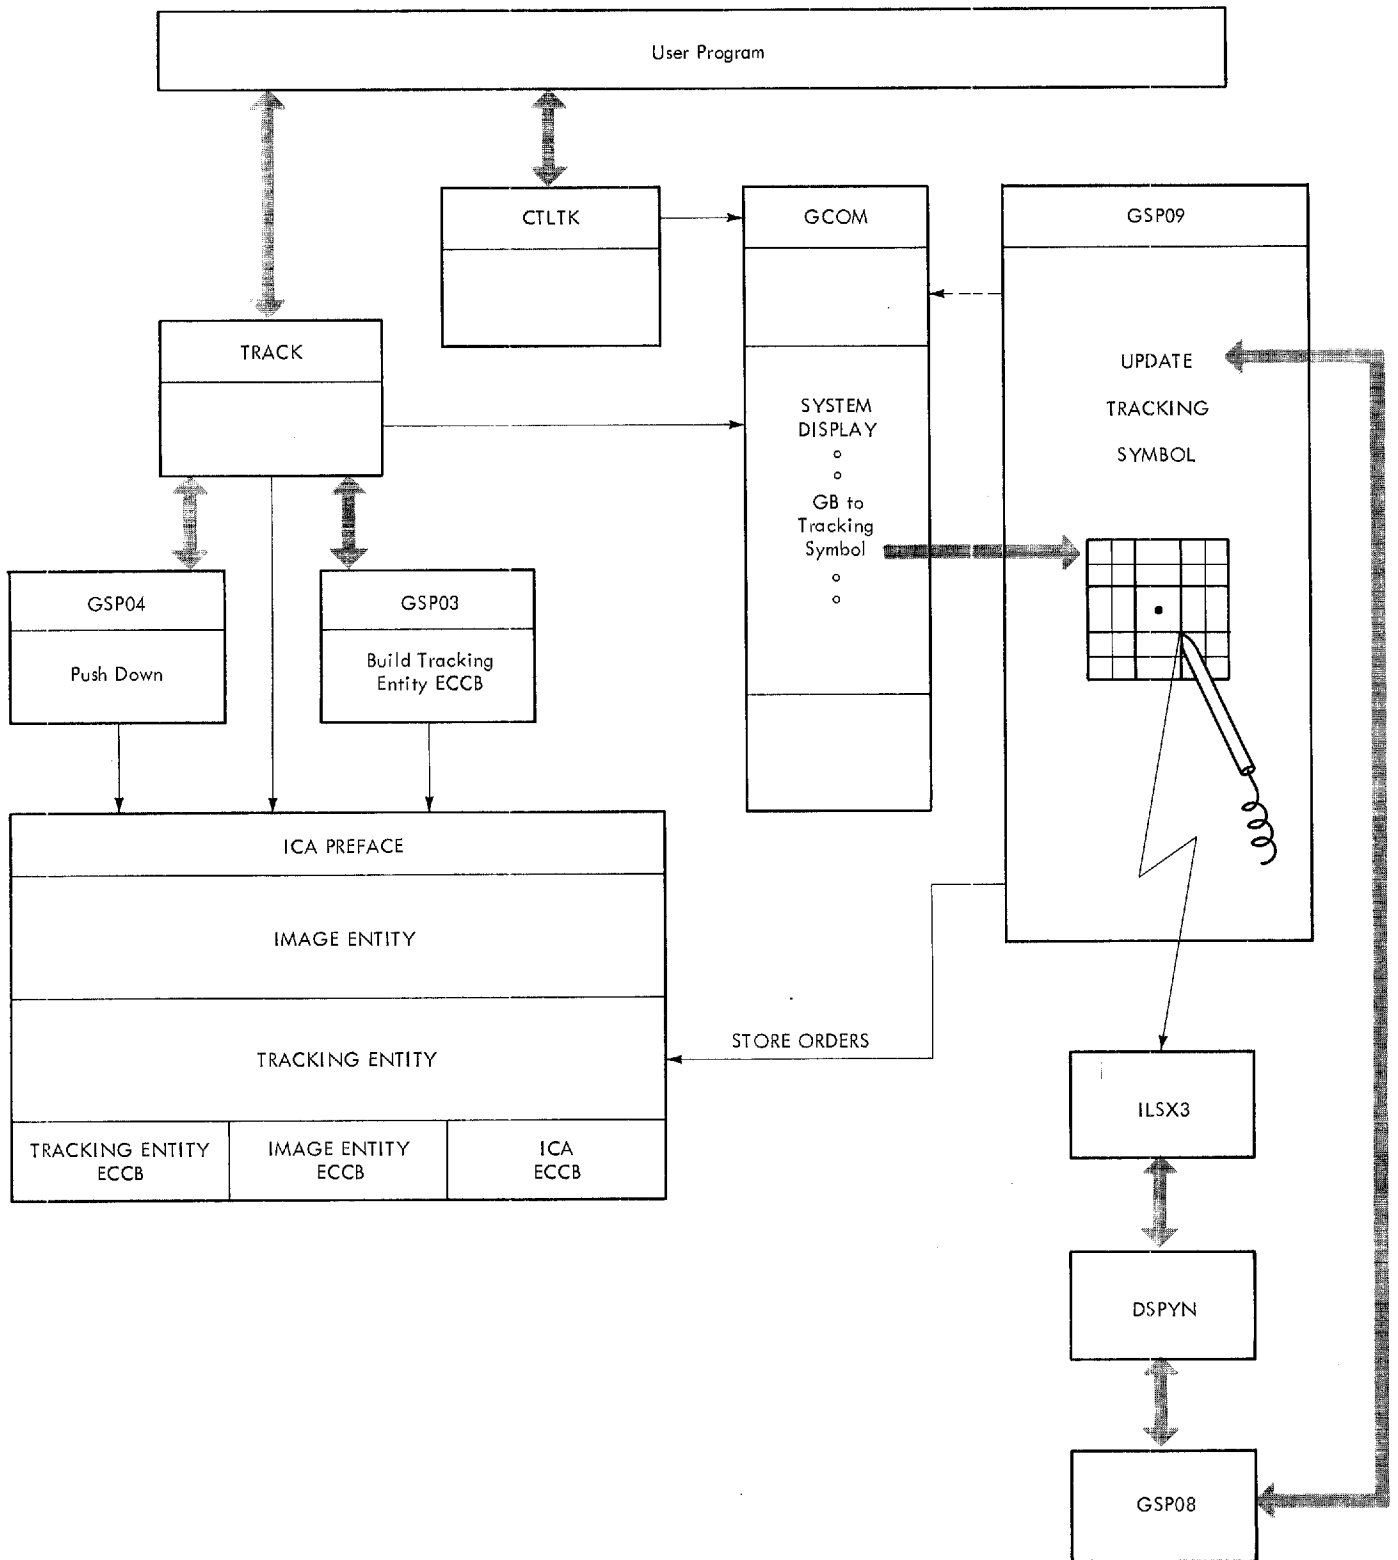 User Program
CTLTK
GCOM
GSP09
TRACK
UPDATE
TRACKING
SYMBOL
SYSTEM
DISPLAY
GB to
Tracking
Symbol
GSP04
Push Down
GSP03
Build Tracking
Entity ECCB
ICA PREFACE
IMAGE ENTITY
TRACKING ENTITY
STORE ORDERS
TRACKING ENTITY
ECCB
IMAGE ENTITY
ECCB
ICA
ECCB
ILSX3
DSPYN
GSP08